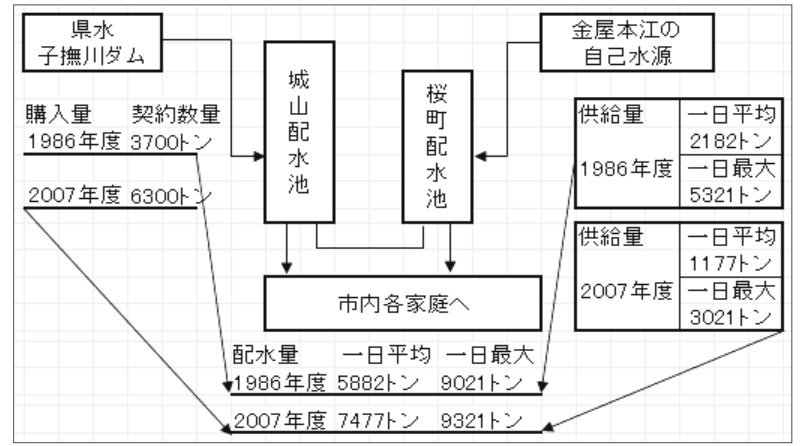 県水
子撫川ダム
金屋本江の
自己水源
城山配水池
桜町配水池
購入量 契約数量
1986年度 3700トン
2007年度 6300トン
供給量 一日平均
2182トン
1986年度 一日最大
5321トン
供給量 一日平均
1177トン
2007年度 一日最大
3021トン
市内各家庭へ
配水量 一日平均 一日最大
1986年度 5882トン 9021トン
2007年度 7477トン 9321トン